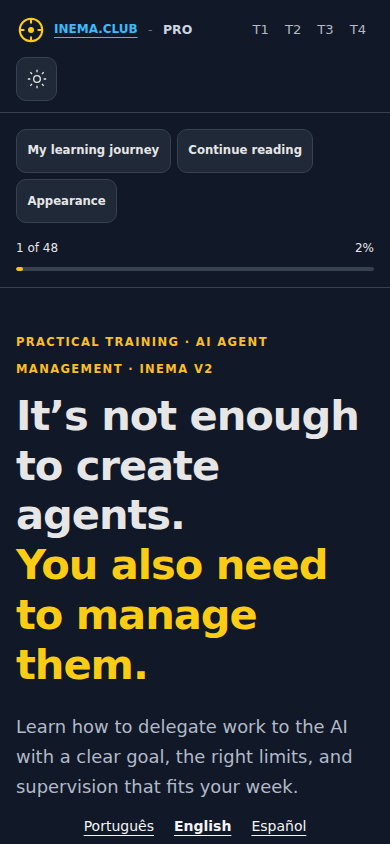 INEMA.CLUB - PRO T1 T2 T3 T4
My learning journey Continue reading
Appearance
1 of 48 2%
PRACTICAL TRAINING · AI AGENT
MANAGEMENT · INEMA V2
It’s not enough
to create
agents.
You also need
to manage
them.
Learn how to delegate work to the AI
with a clear goal, the right limits, and
supervision that fits your week.
Português English Español